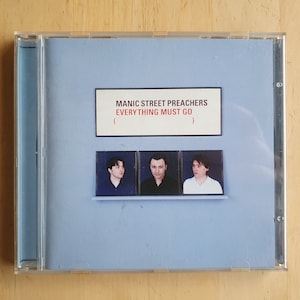 MANIC STREET PREACHERS
EVERYTHING MUST GO
( )